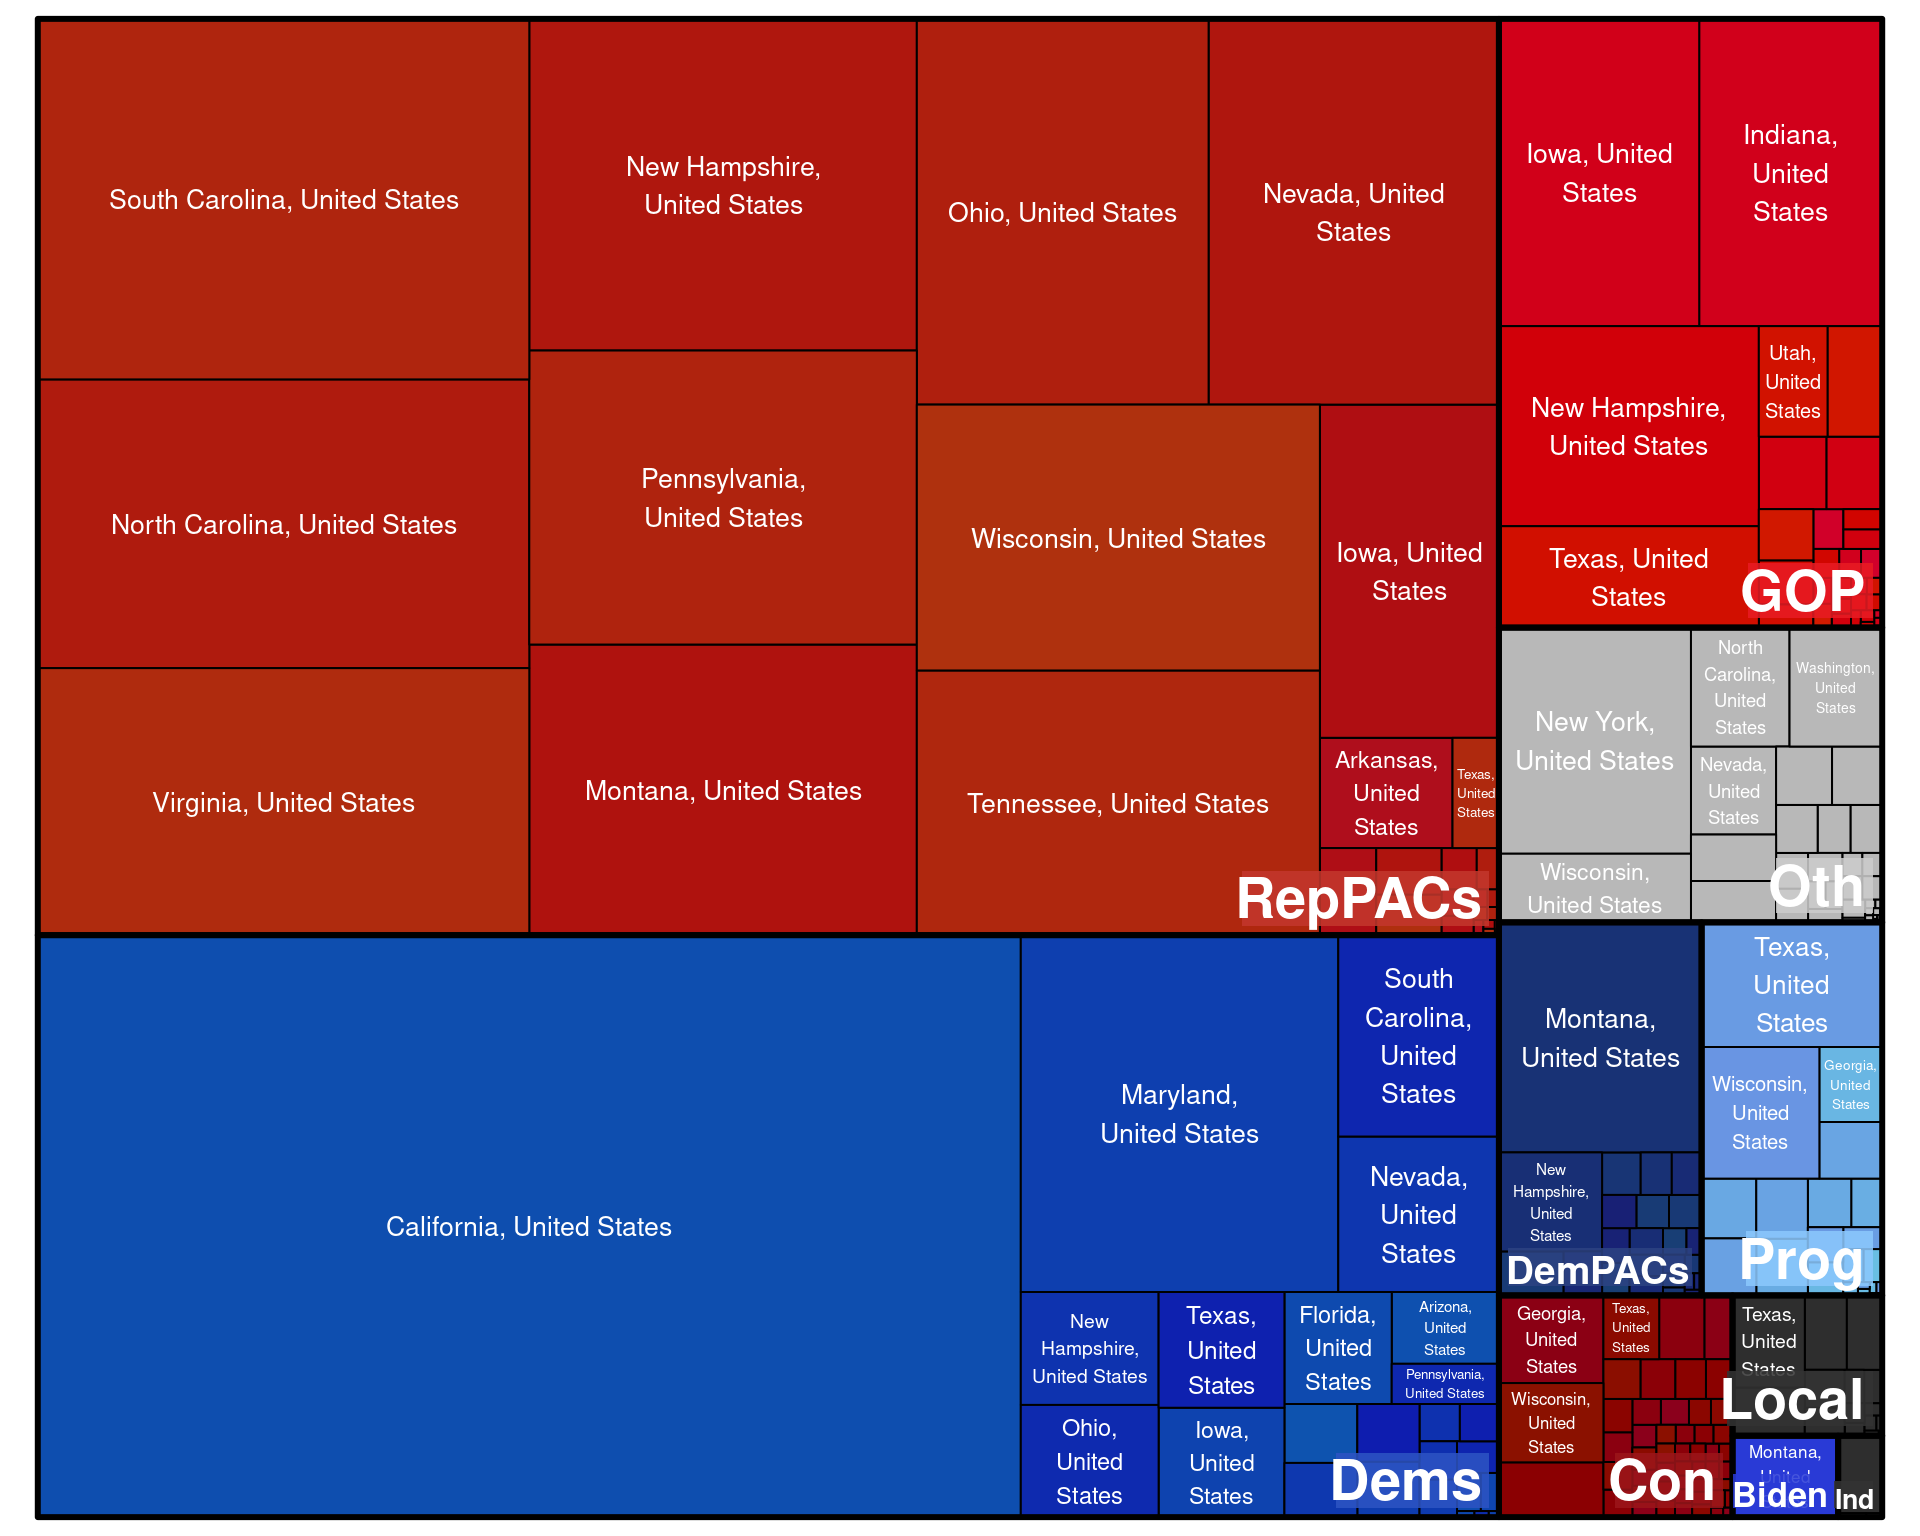 South Carolina, United States
New Hampshire,
United States
Ohio, United States
Nevada, United
States
North Carolina, United States
Pennsylvania,
United States
Wisconsin, United States
Iowa, United
States
Virginia, United States
Montana, United States
Tennessee, United States
Arkansas,
United
States
Texas,
United
States
RepPACs
Iowa, United
States
Indiana,
United
States
New Hampshire,
United States
Utah,
United
States
Texas, United
States
GOP
New York,
United States
North
Carolina,
United
States
Washington,
United
States
Nevada,
United
States
Wisconsin,
United States
Oth
California, United States
Maryland,
United States
South
Carolina,
United
States
Nevada,
United
States
New
Hampshire,
United States
Texas,
United
States
Florida,
United
States
Arizona,
United
States
Pennsylvania,
United States
Ohio,
United
States
Iowa,
United
States
Dems
Montana,
United States
New
Hampshire,
United
States
DemPACs
Texas,
United
States
Wisconsin,
United
States
Georgia,
United
States
Prog
Georgia,
United
States
Texas,
United
States
Wisconsin,
United
States
Con
Texas,
United
States
Local
Montana,
United
Biden
Ind